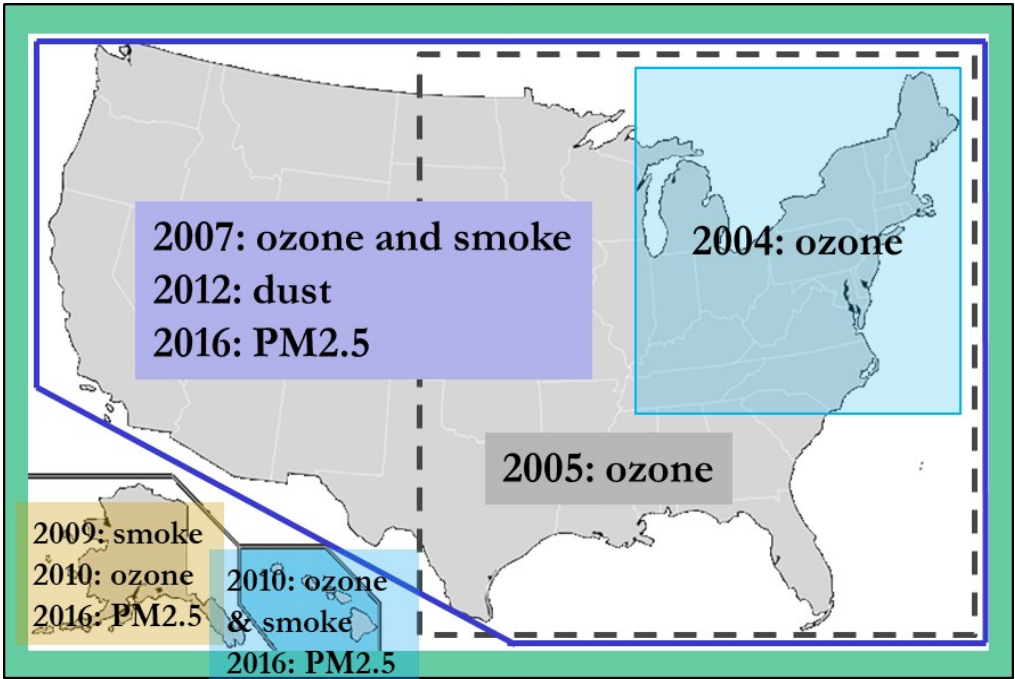 2007: ozone and smoke
2012: dust
2016: PM2.5
2004: ozone
2005: ozone
2009: smoke
2010: ozone
2016: PM2.5
2010: ozone
& smoke
2016: PM2.5